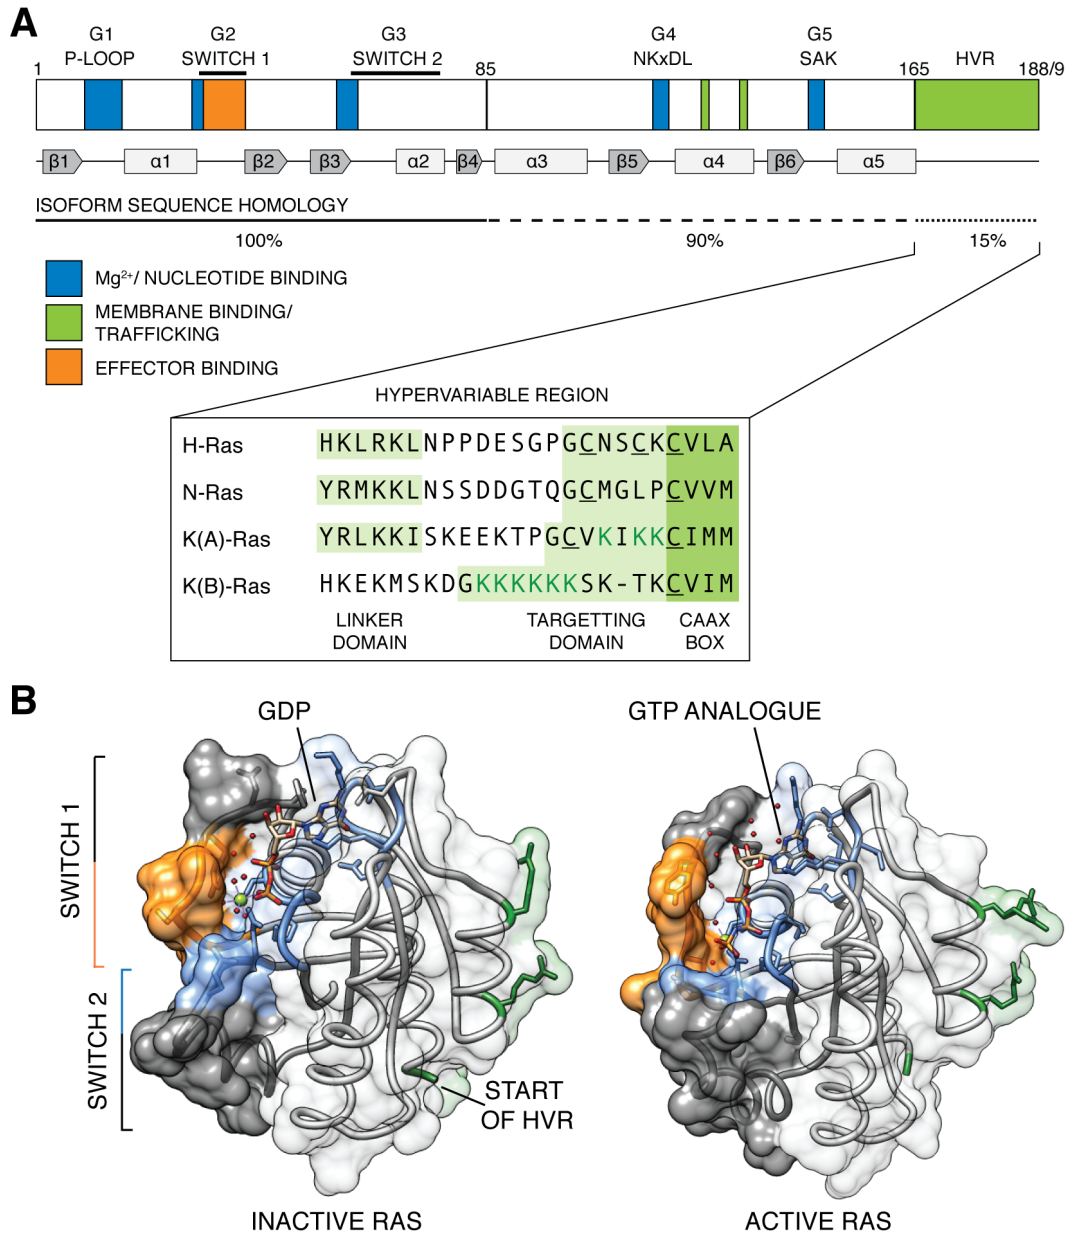 A
G1
P-LOOP
G2
SWITCH 1
G3
SWITCH 2
G4
NKxDL
G5
SAK
HVR
1
85
165
188/9
β1
α1
β2
β3
α2
β4
α3
β5
α4
β6
α5
ISOFORM SEQUENCE HOMOLOGY
100%
90%
15%
Mg²⁺/ NUCLEOTIDE BINDING
MEMBRANE BINDING/
TRAFFICKING
EFFECTOR BINDING
HYPERVARIABLE REGION
H-Ras HKLRKLNPPDESGPGCNSCKCVLA
N-Ras YRMKKLNSSDDGTQGCMGLPCVVM
K(A)-Ras YRLKKISKEEKTPGCVKIKKCIMM
K(B)-Ras HKEKMSKDGKKKKKKSK-TKCVIM
LINKER
DOMAIN
TARGETTING
DOMAIN
CAAX
BOX
B
GDP
GTP ANALOGUE
SWITCH 1
SWITCH 2
START
OF HVR
INACTIVE RAS
ACTIVE RAS